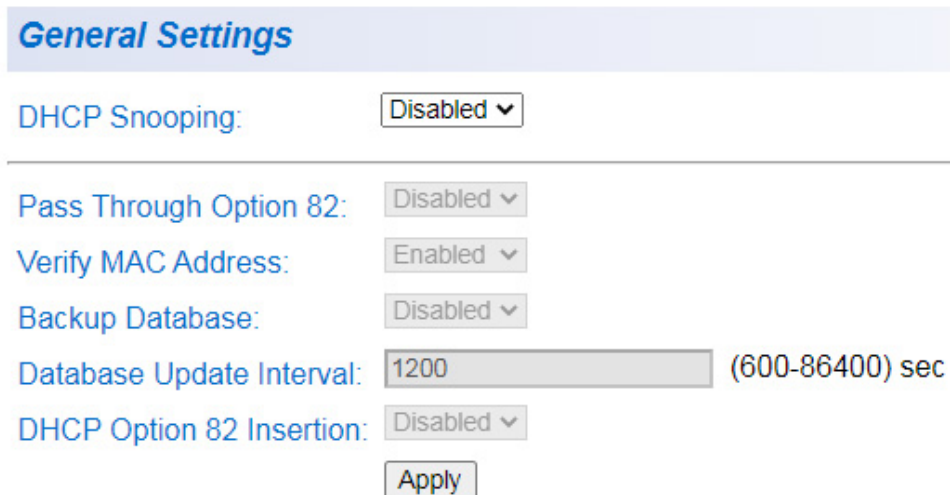 General Settings
DHCP Snooping: Disabled
Pass Through Option 82: Disabled
Verify MAC Address: Enabled
Backup Database: Disabled
Database Update Interval: 1200 (600-86400) sec
DHCP Option 82 Insertion: Disabled
Apply